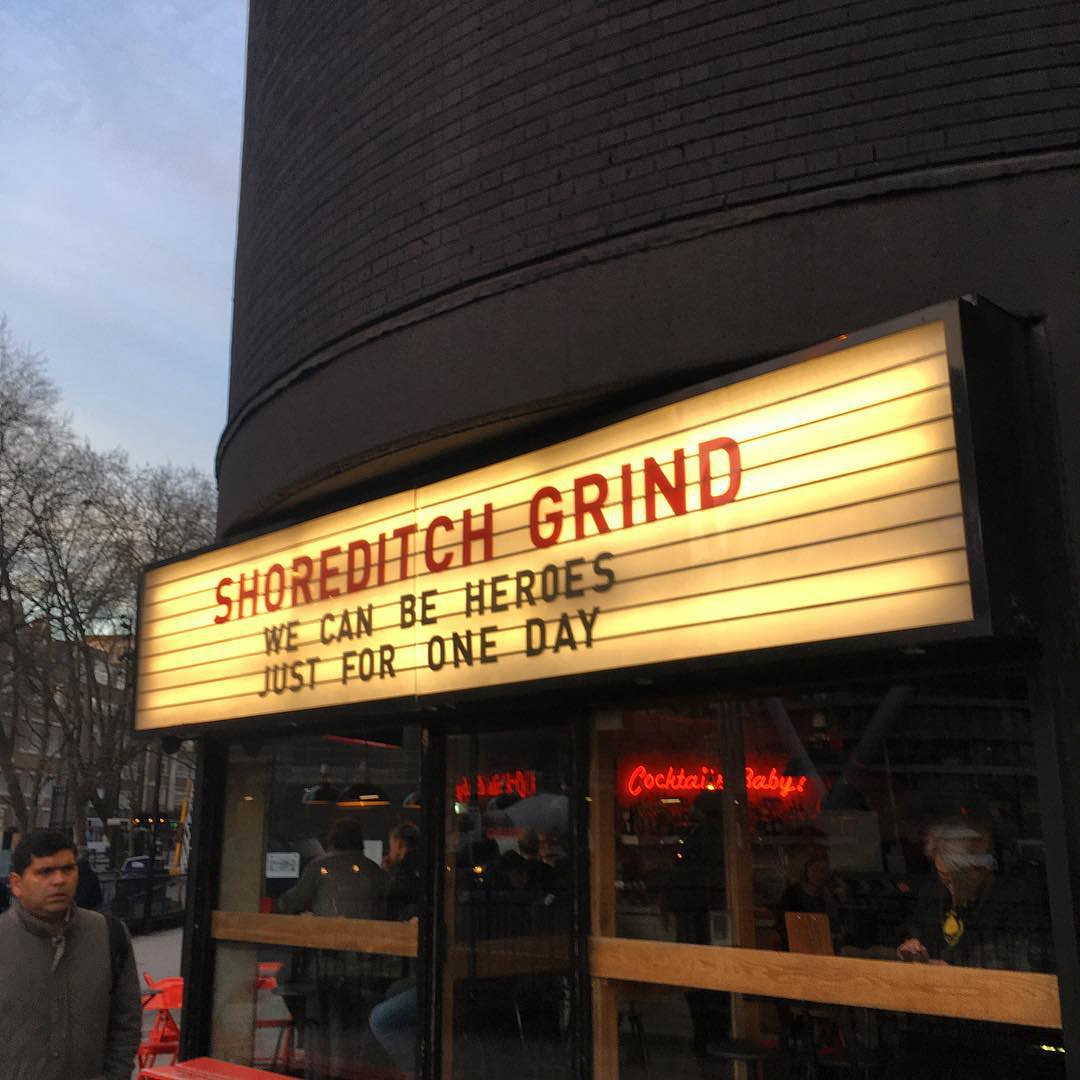 SHOREDITCH GRIND
WE CAN BE HEROES
JUST FOR ONE DAY
Cocktails Baby!